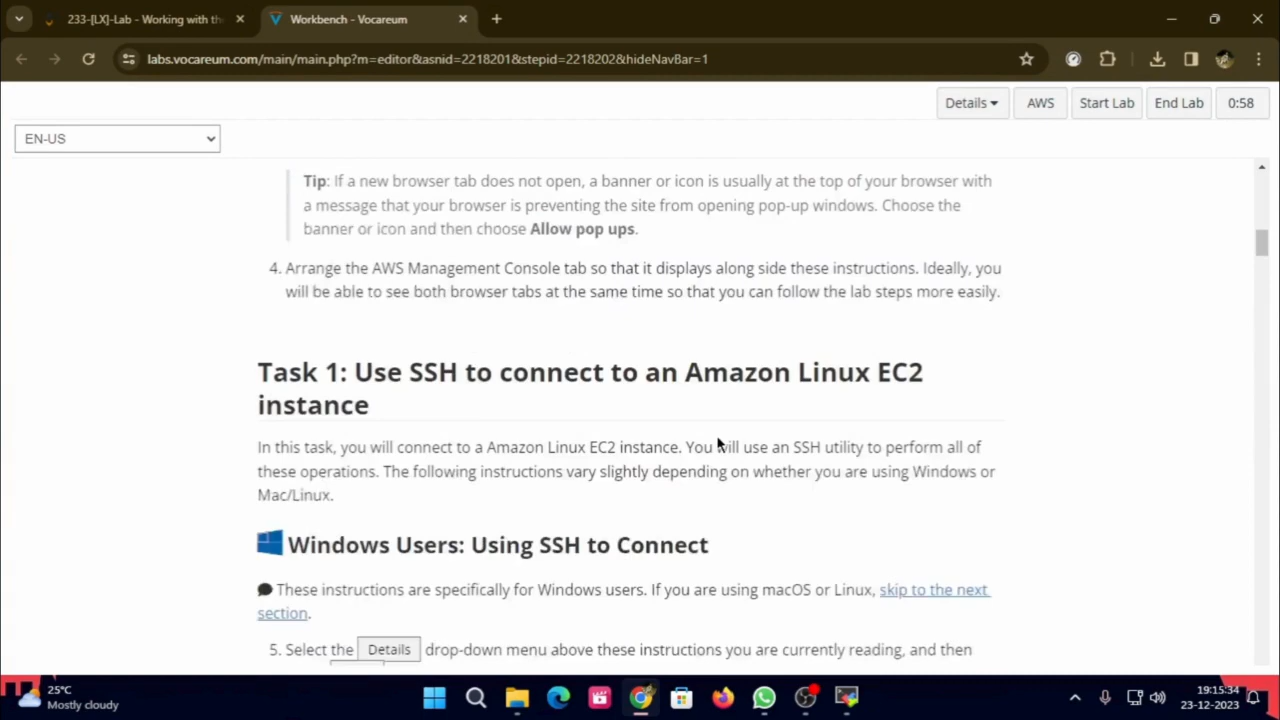 233-[LX]-Lab - Working with the
Workbench - Vocareum
labs.vocareum.com/main/main.php?m=editor&asnid=2218201&stepid=2218202&hideNavBar=1
Details
AWS
Start Lab
End Lab
0:58
EN-US
Tip: If a new browser tab does not open, a banner or icon is usually at the top of your browser with
a message that your browser is preventing the site from opening pop-up windows. Choose the
banner or icon and then choose Allow pop ups.
4. Arrange the AWS Management Console tab so that it displays along side these instructions. Ideally, you
will be able to see both browser tabs at the same time so that you can follow the lab steps more easily.
Task 1: Use SSH to connect to an Amazon Linux EC2
instance
In this task, you will connect to a Amazon Linux EC2 instance. You will use an SSH utility to perform all of
these operations. The following instructions vary slightly depending on whether you are using Windows or
Mac/Linux.
Windows Users: Using SSH to Connect
These instructions are specifically for Windows users. If you are using macOS or Linux, skip to the next
section.
5. Select the Details drop-down menu above these instructions you are currently reading, and then
25°C
Mostly cloudy
19:15:34
23-12-2023